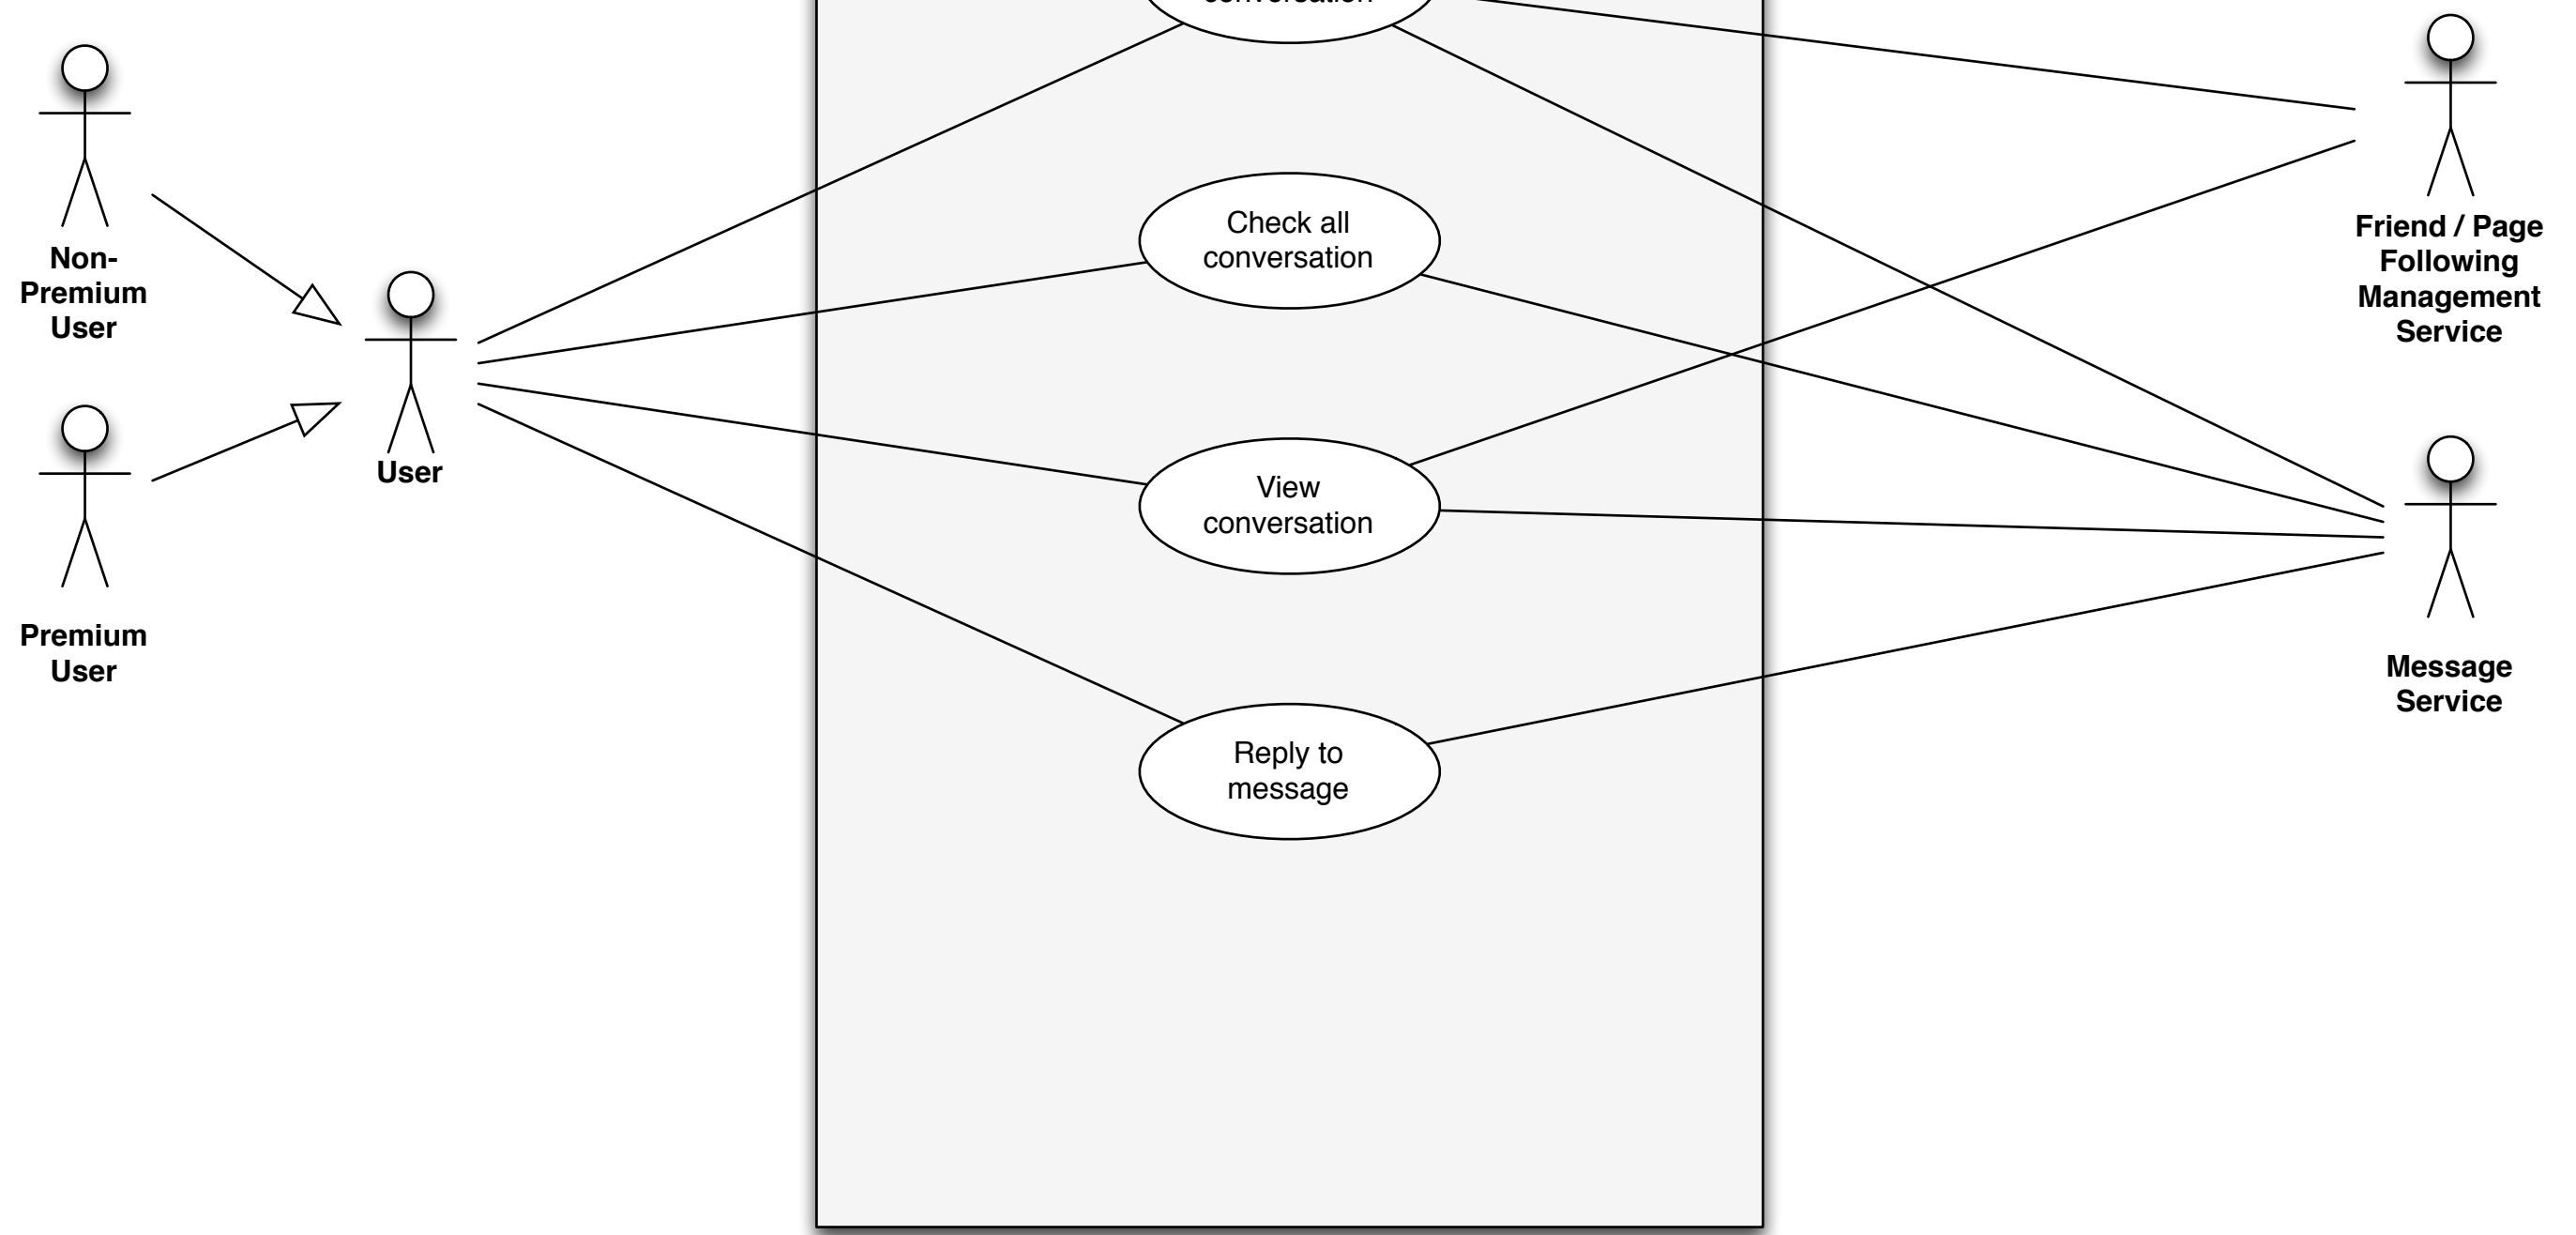 conversation
Non-
Premium
User
Premium
User
User
Check all
conversation
View
conversation
Reply to
message
Friend / Page
Following
Management
Service
Message
Service